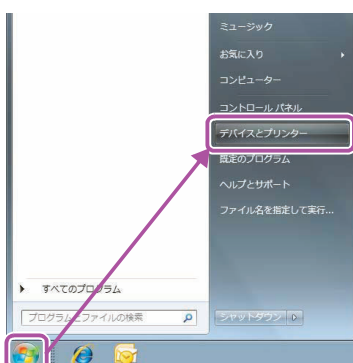 ミュージック
お気に入り
コンピューター
コントロール パネル
デバイスとプリンター
既定のプログラム
ヘルプとサポート
ファイル名を指定して実行...
すべてのプログラム
プログラムとファイルの検索
シャットダウン